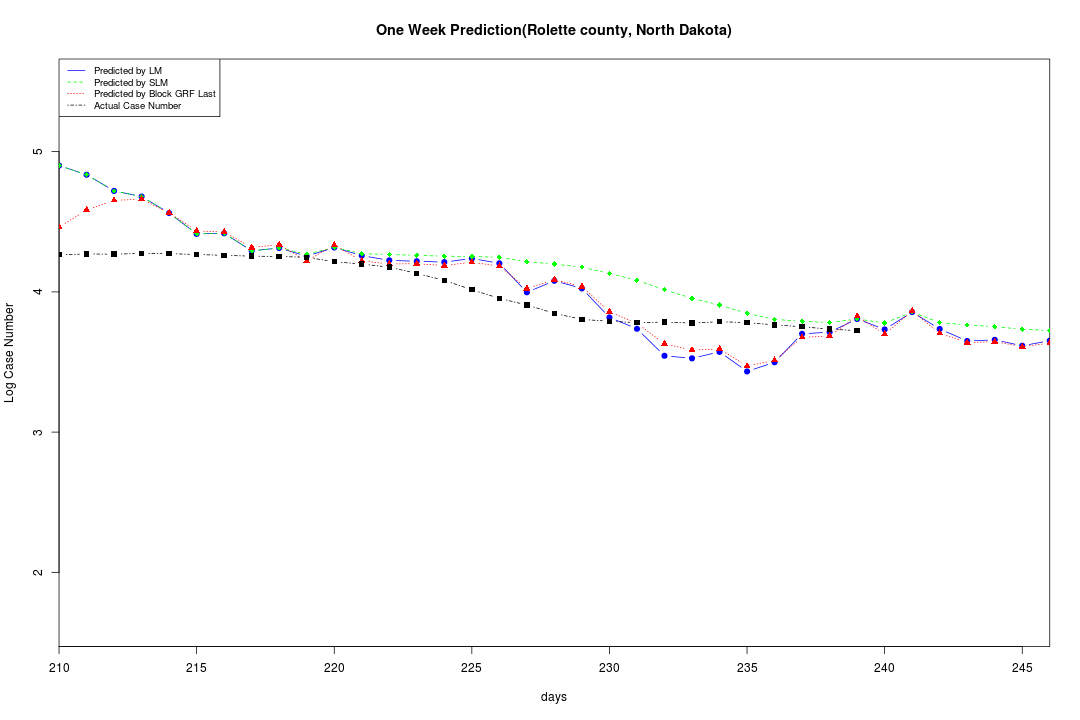 One Week Prediction(Rolette county, North Dakota)
Predicted by LM
Predicted by SLM
Predicted by Block GRF Last
Actual Case Number
Log Case Number
5
4
3
2
210
215
220
225
230
235
240
245
days